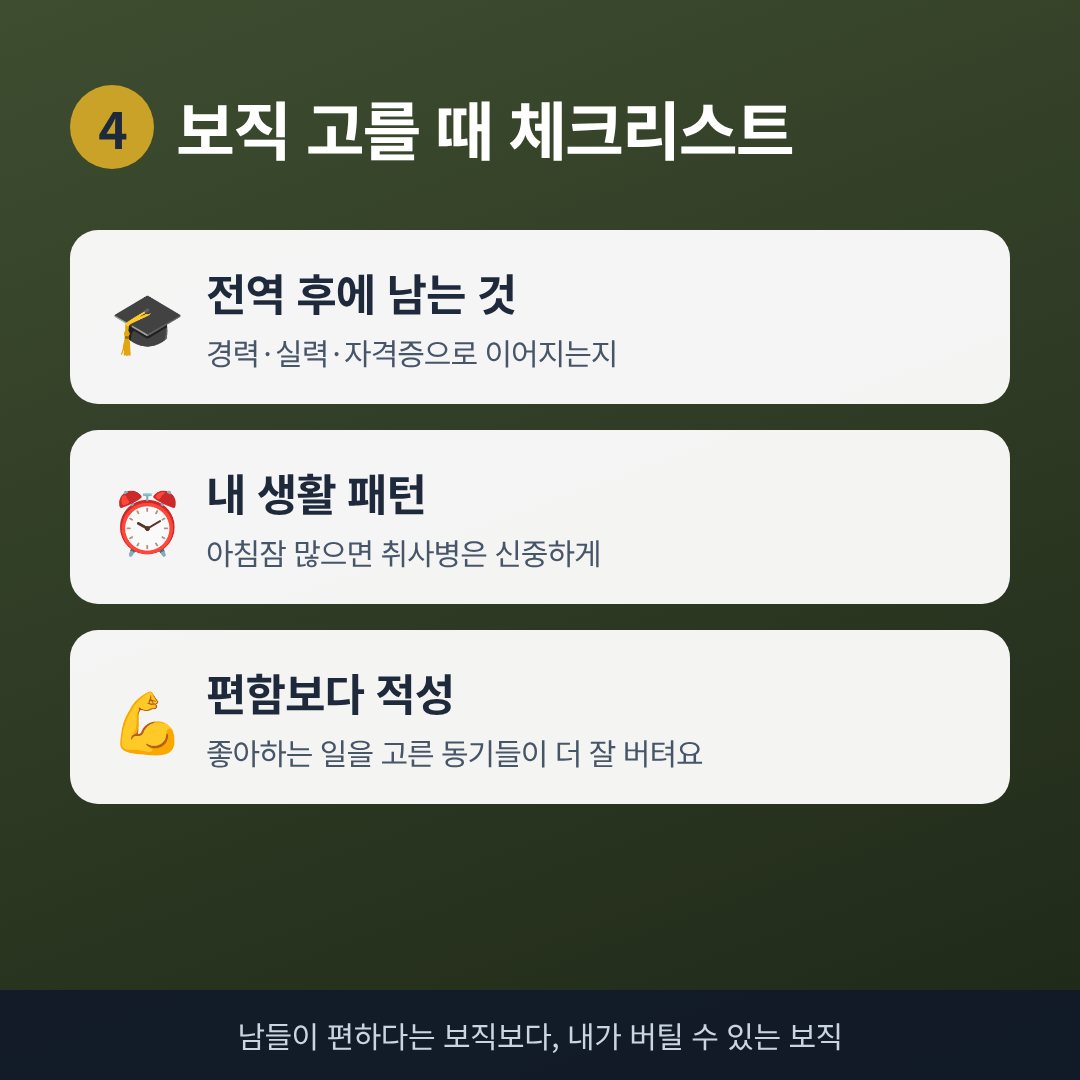 4 보직 고를 때 체크리스트
전역 후에 남는 것
경력·실력·자격증으로 이어지는지
내 생활 패턴
아침잠 많으면 취사병은 신중하게
편함보다 적성
좋아하는 일을 고른 동기들이 더 잘 버텨요
남들이 편하다는 보직보다, 내가 버틸 수 있는 보직